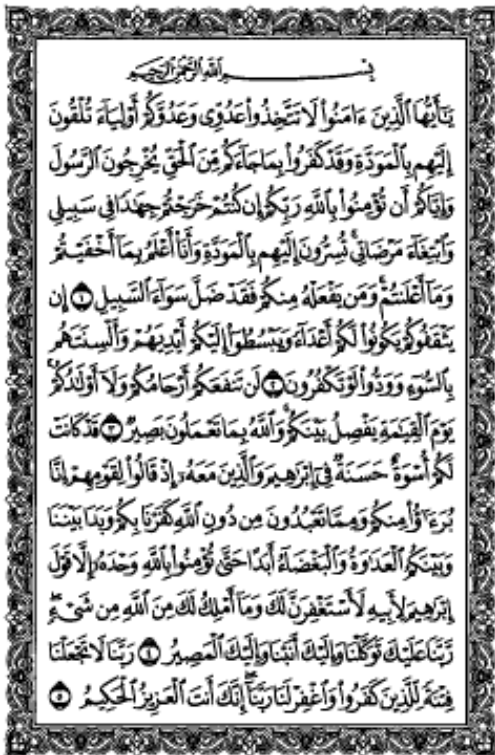 بِسْمِ ٱللَّهِ ٱلرَّحْمَٰنِ ٱلرَّحِيمِ
يَـٰٓأَيُّهَا ٱلَّذِينَ ءَامَنُوا۟ لَا تَتَّخِذُوا۟ عَدُوِّى وَعَدُوَّكُمْ أَوْلِيَآءَ تُلْقُونَ
إِلَيْهِم بِٱلْمَوَدَّةِ وَقَدْ كَفَرُوا۟ بِمَا جَآءَكُم مِّنَ ٱلْحَقِّ يُخْرِجُونَ ٱلرَّسُولَ
وَإِيَّاكُمْ أَن تُؤْمِنُوا۟ بِٱللَّهِ رَبِّكُمْ إِن كُنتُمْ خَرَجْتُمْ جِهَـٰدًا فِى سَبِيلِى
وَٱبْتِغَآءَ مَرْضَاتِى تُسِرُّونَ إِلَيْهِم بِٱلْمَوَدَّةِ وَأَنَا۠ أَعْلَمُ بِمَآ أَخْفَيْتُمْ
وَمَآ أَعْلَنتُمْ وَمَن يَفْعَلْهُ مِنكُمْ فَقَدْ ضَلَّ سَوَآءَ ٱلسَّبِيلِ ١ إِن
يَثْقَفُوكُمْ يَكُونُوا۟ لَكُمْ أَعْدَآءً وَيَبْسُطُوٓا۟ إِلَيْكُمْ أَيْدِيَهُمْ وَأَلْسِنَتَهُم
بِٱلسُّوٓءِ وَوَدُّوا۟ لَوْ تَكْفُرُونَ ٢ لَن تَنفَعَكُمْ أَرْحَامُكُمْ وَلَآ أَوْلَـٰدُكُمْ
يَوْمَ ٱلْقِيَـٰمَةِ يَفْصِلُ بَيْنَكُمْ وَٱللَّهُ بِمَا تَعْمَلُونَ بَصِيرٌ ٣ قَدْ كَانَتْ
لَكُمْ أُسْوَةٌ حَسَنَةٌ فِىٓ إِبْرَٰهِيمَ وَٱلَّذِينَ مَعَهُۥٓ إِذْ قَالُوا۟ لِقَوْمِهِمْ إِنَّا
بُرَءَٰٓؤُا۟ مِنكُمْ وَمِمَّا تَعْبُدُونَ مِن دُونِ ٱللَّهِ كَفَرْنَا بِكُمْ وَبَدَا بَيْنَنَا
وَبَيْنَكُمُ ٱلْعَدَٰوَةُ وَٱلْبَغْضَآءُ أَبَدًا حَتَّىٰ تُؤْمِنُوا۟ بِٱللَّهِ وَحْدَهُۥٓ إِلَّا قَوْلَ
إِبْرَٰهِيمَ لِأَبِيهِ لَأَسْتَغْفِرَنَّ لَكَ وَمَآ أَمْلِكُ لَكَ مِنَ ٱللَّهِ مِن شَىْءٍ
رَّبَّنَا عَلَيْكَ تَوَكَّلْنَا وَإِلَيْكَ أَنَبْنَا وَإِلَيْكَ ٱلْمَصِيرُ ٤ رَبَّنَا لَا تَجْعَلْنَا
فِتْنَةً لِّلَّذِينَ كَفَرُوا۟ وَٱغْفِرْ لَنَا رَبَّنَآ إِنَّكَ أَنتَ ٱلْعَزِيزُ ٱلْحَكِيمُ ٥